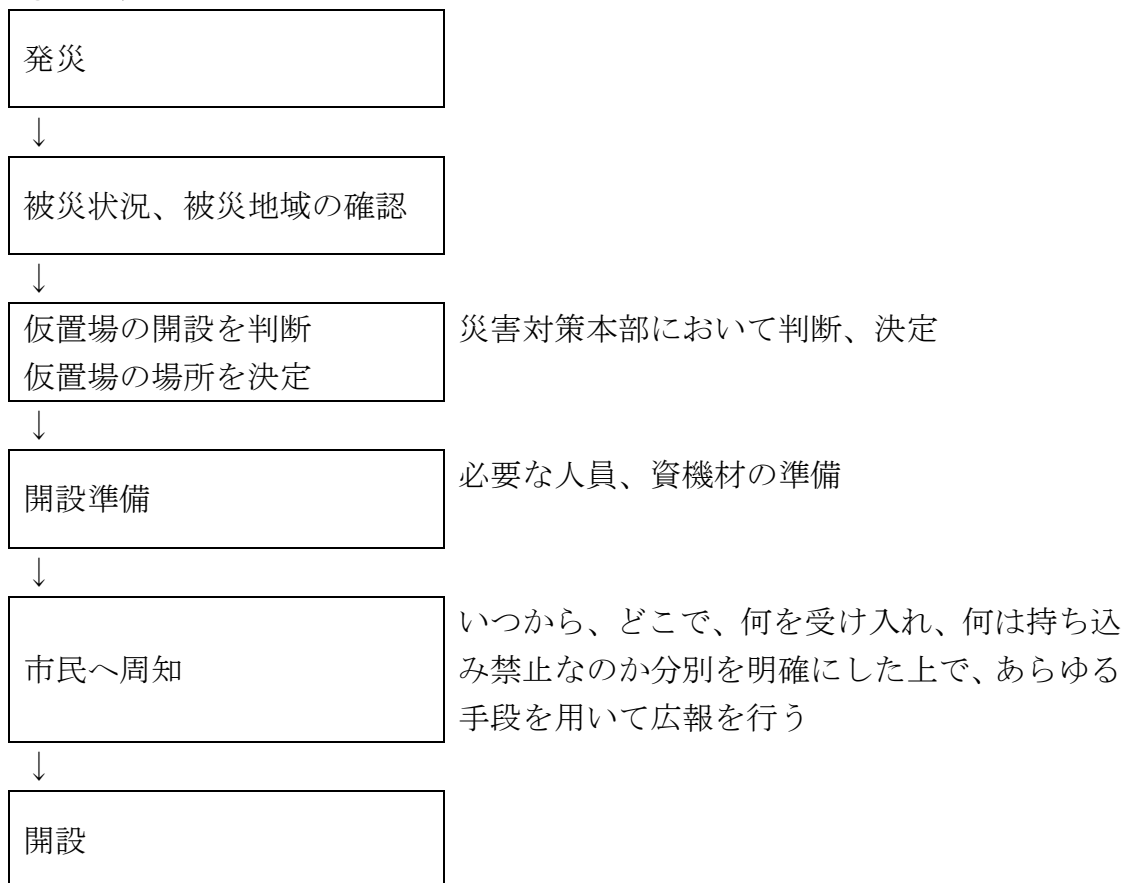 発災
↓
被災状況、被災地域の確認
↓
仮置場の開設を判断
仮置場の場所を決定
災害対策本部において判断、決定
↓
開設準備
必要な人員、資機材の準備
↓
市民へ周知
いつから、どこで、何を受け入れ、何は持ち込
み禁止なのか分別を明確にした上で、あらゆる
手段を用いて広報を行う
↓
開設